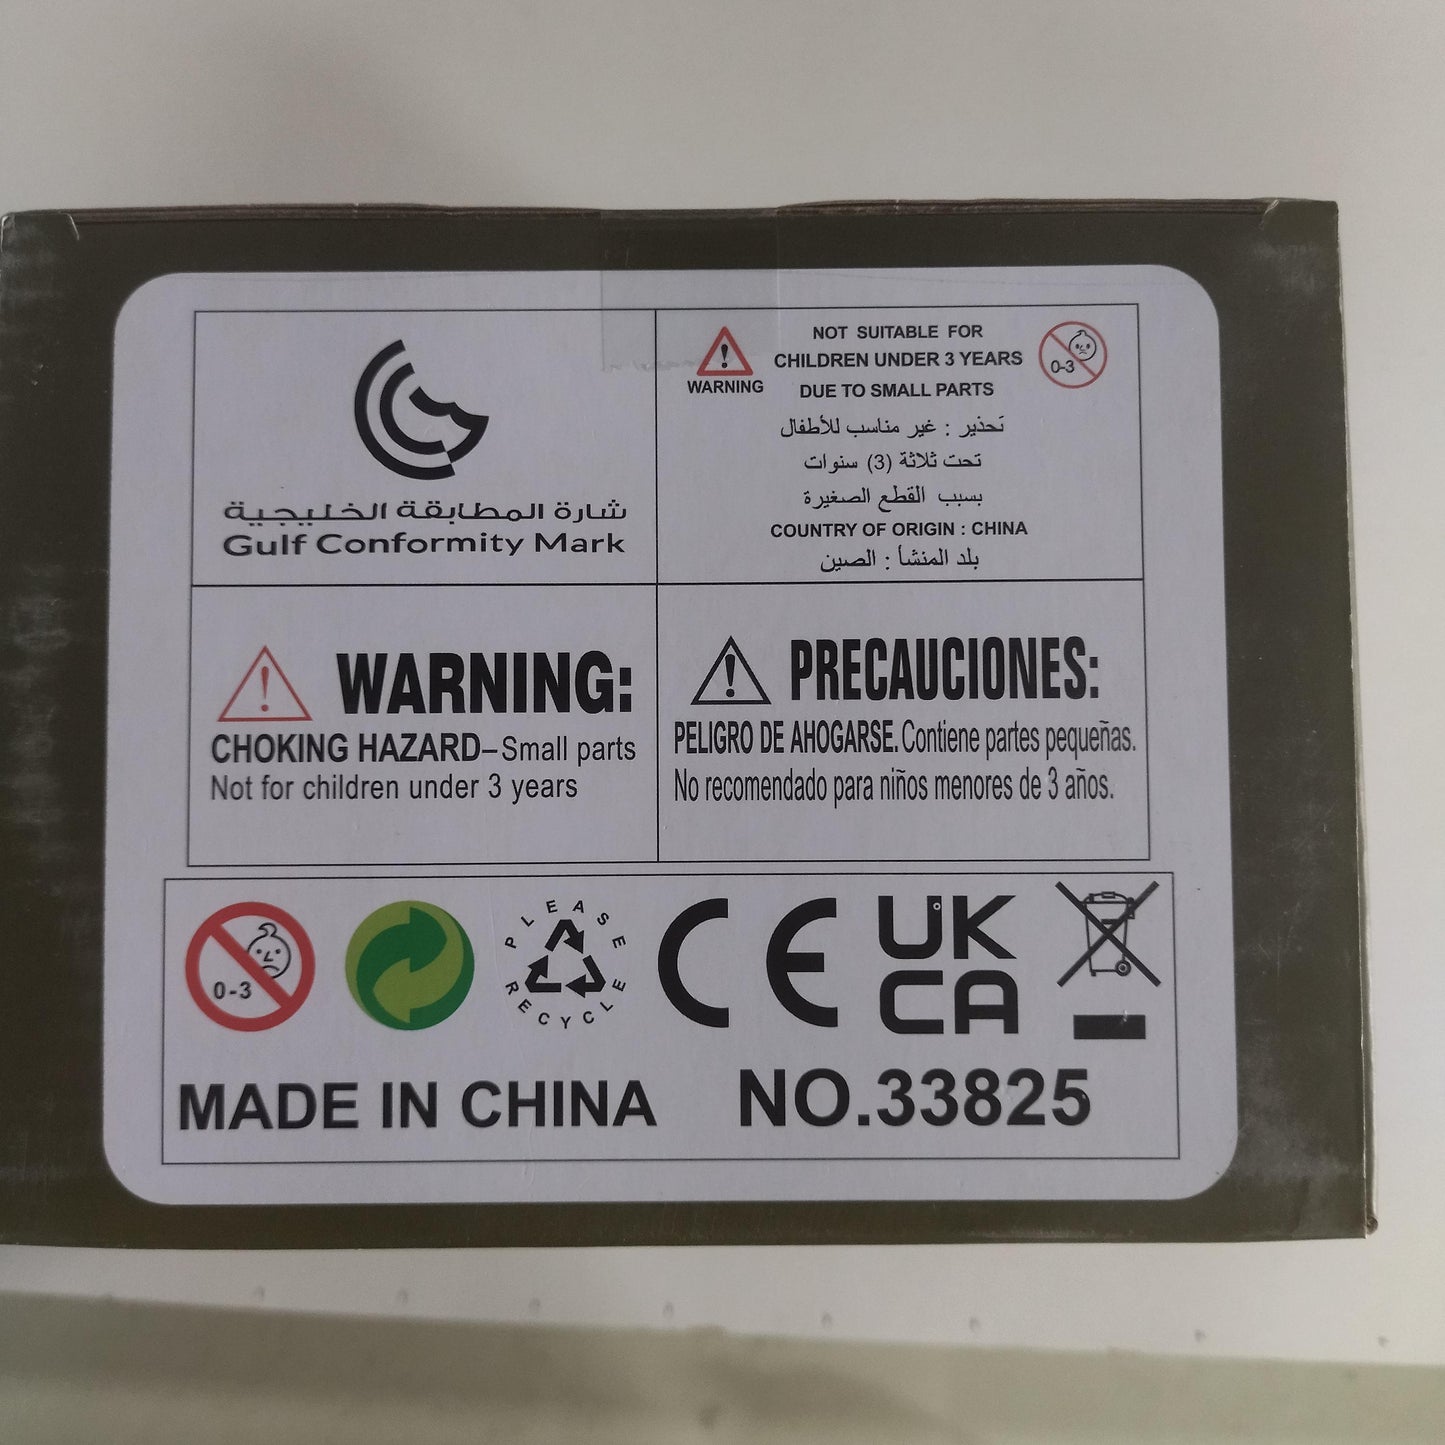 شارة المطابقة الخليجية
Gulf Conformity Mark
WARNING
NOT SUITABLE FOR
CHILDREN UNDER 3 YEARS
DUE TO SMALL PARTS
0-3
تحذير : غير مناسب للأطفال
تحت ثلاثة (3) سنوات
بسبب القطع الصغيرة
COUNTRY OF ORIGIN : CHINA
بلد المنشأ : الصين
WARNING:
CHOKING HAZARD–Small parts
Not for children under 3 years
PRECAUCIONES:
PELIGRO DE AHOGARSE. Contiene partes pequeñas.
No recomendado para niños menores de 3 años.
0-3
PLEASE
RECYCLE
CE
UK
CA
MADE IN CHINA
NO.33825